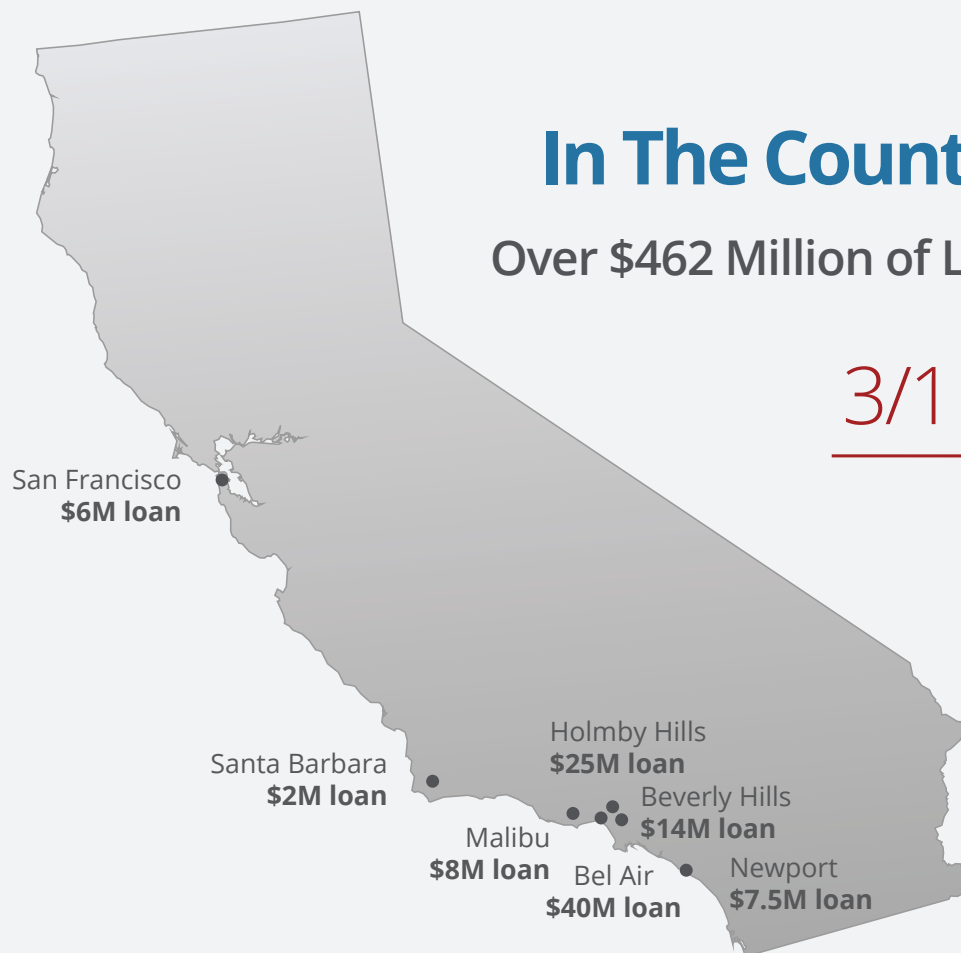 In The Count
Over $462 Million of L
3/1
San Francisco
$6M loan
Holmby Hills
$25M loan
Santa Barbara
$2M loan
Beverly Hills
$14M loan
Malibu
$8M loan
Bel Air
$40M loan
Newport
$7.5M loan